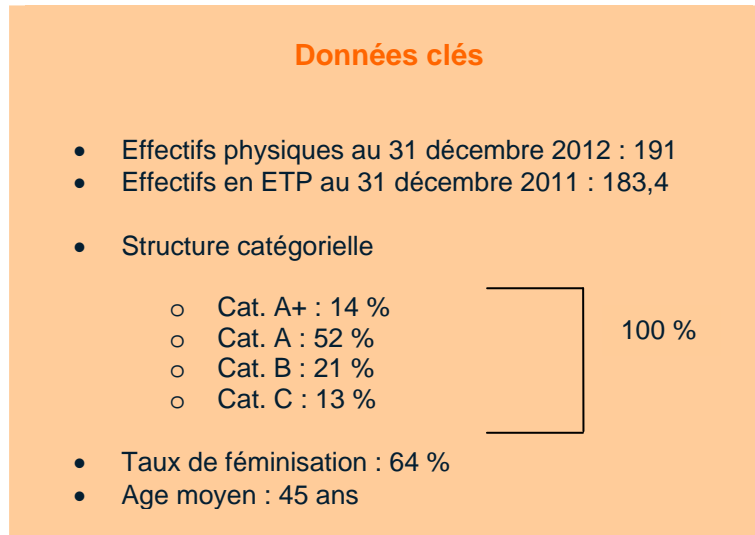 Données clés
• Effectifs physiques au 31 décembre 2012 : 191
• Effectifs en ETP au 31 décembre 2011 : 183,4
• Structure catégorielle
o Cat. A+ : 14 %
o Cat. A : 52 %
o Cat. B : 21 %
o Cat. C : 13 %
100 %
• Taux de féminisation : 64 %
• Age moyen : 45 ans